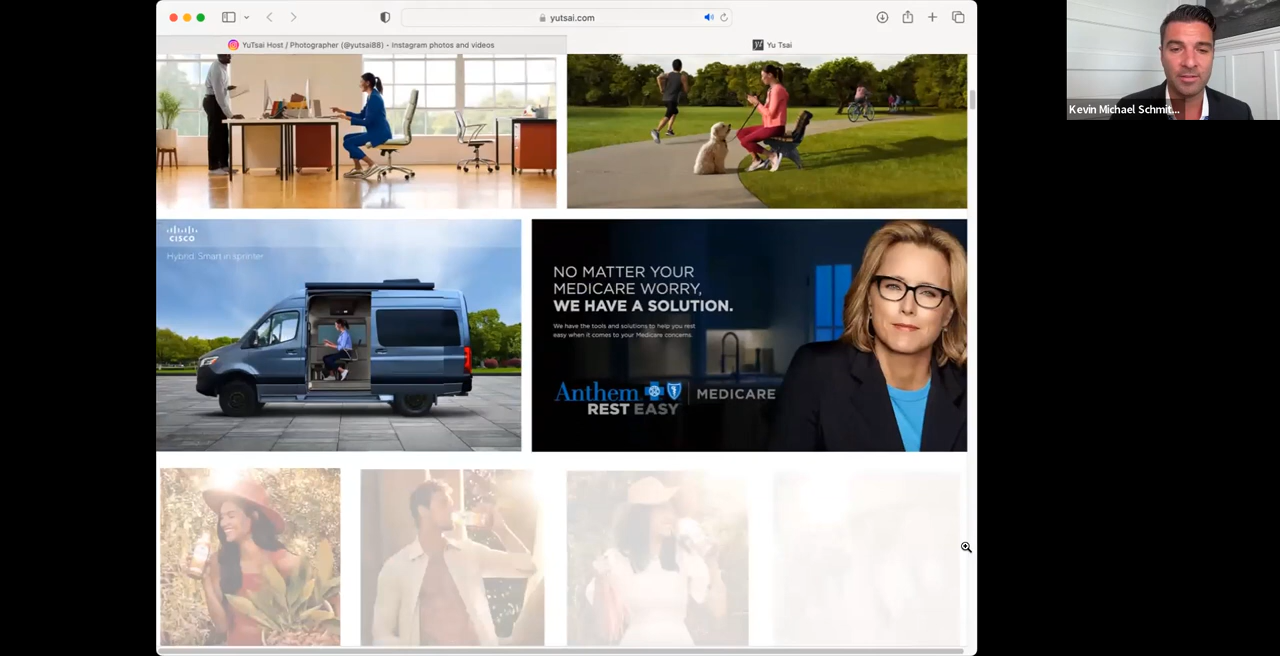 yutsai.com
YuTsai Host / Photographer (@yutsai88) • Instagram photos and videos
Yu Tsai
Kevin Michael Schmit...
CISCO
Hybrid. Smart in sprinter
NO MATTER YOUR
MEDICARE WORRY,
WE HAVE A SOLUTION.
We have the tools and solutions to help you rest
easy when it comes to your Medicare concerns.
Anthem MEDICARE
REST EASY